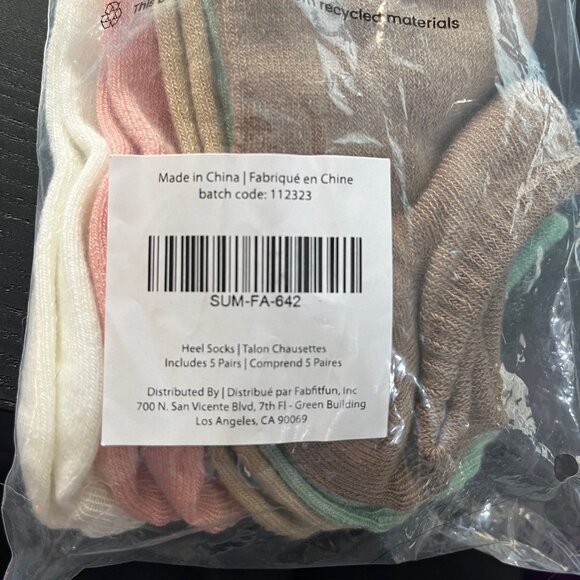 This
recycled materials
Made in China | Fabriqué en Chine
batch code: 112323
SUM-FA-642
Heel Socks | Talon Chausettes
Includes 5 Pairs | Comprend 5 Paires
Distributed By | Distribué par Fabfitfun, Inc
700 N. San Vicente Blvd, 7th Fl - Green Building
Los Angeles, CA 90069